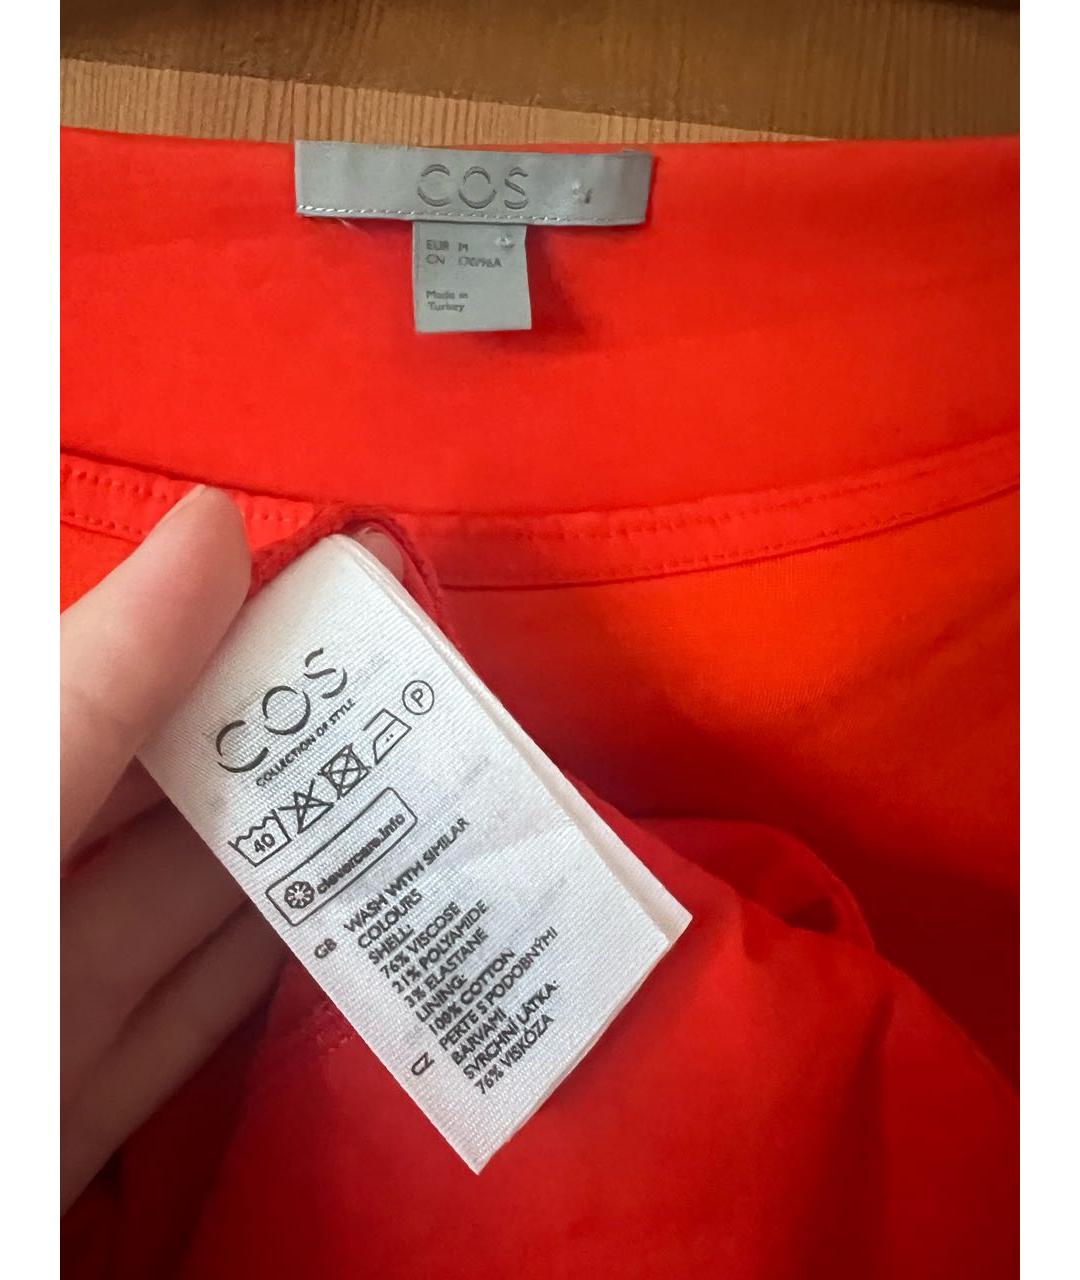 COS
EUR M
CN 170/96A
Made in
Turkey
COS
COLLECTION OF STYLE
P
40
clevercare.info
GB WASH WITH SIMILAR
COLOURS
SHELL:
76% VISCOSE
21% POLYAMIDE
3% ELASTANE
LINING:
100% COTTON
CZ PERTE S PODOBNÝMI
BARVAMI
SVRCHNÍ LÁTKA:
76% VISKÓZA